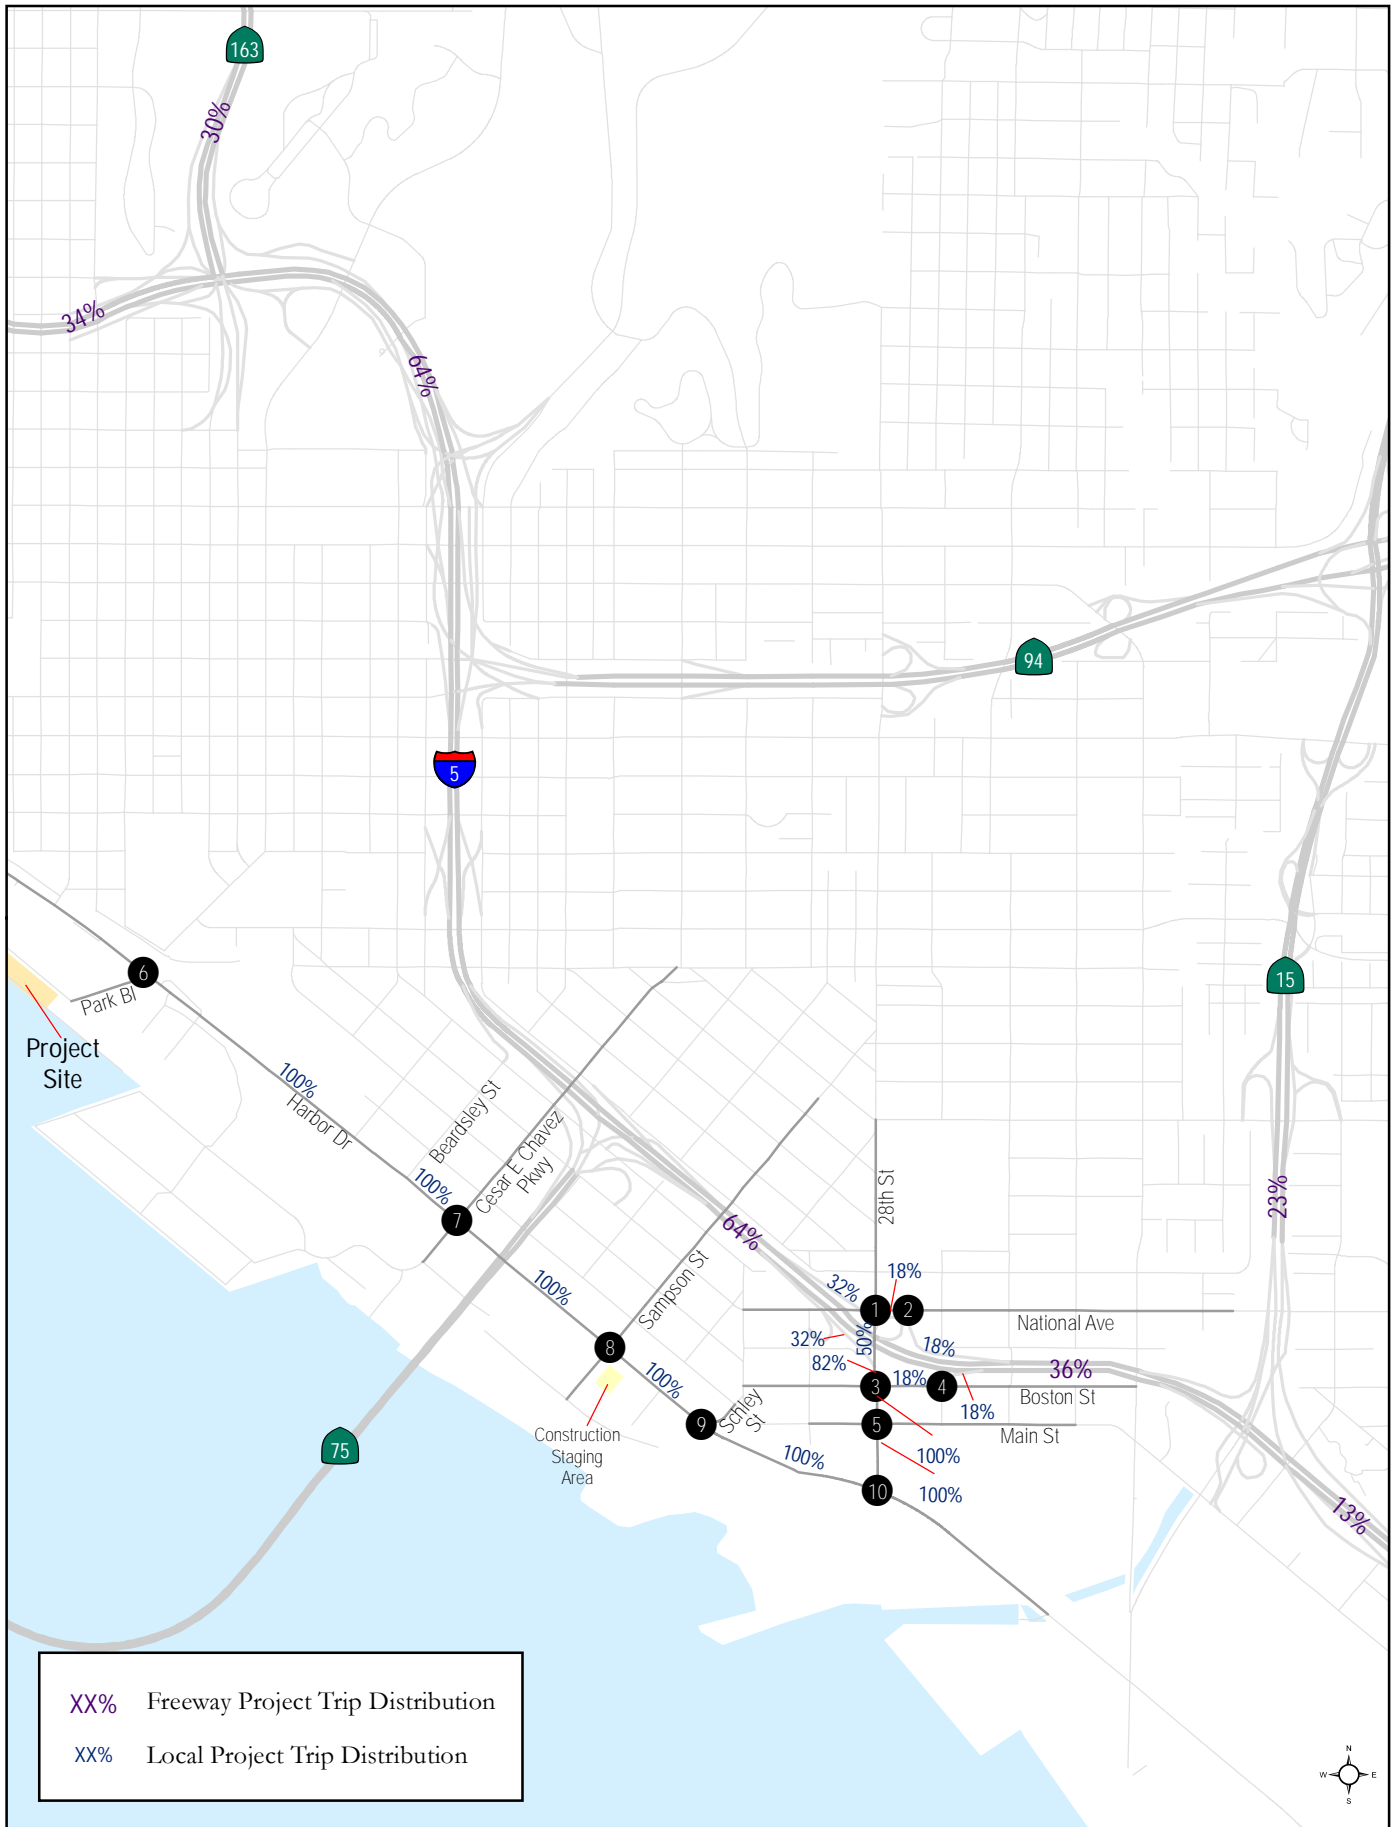 163
30%
34%
64%
94
5
15
6
Park Bl
Project
Site
100%
Harbor Dr
Beardsley St
100%
Cesar E Chavez
Pkwy
7
28th St
23%
64%
100%
Sampson St
32%
18%
1
2
National Ave
50%
32%
18%
82%
36%
8
100%
3
18%
4
Boston St
18%
Schley
St
9
5
Main St
Construction
Staging
Area
75
100%
100%
10
100%
13%
XX% Freeway Project Trip Distribution
XX% Local Project Trip Distribution
N
W
E
S